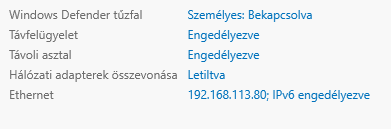 Windows Defender tűzfal Személyes: Bekapcsolva
Távfelügyelet Engedélyezve
Távoli asztal Engedélyezve
Hálózati adapterek összevonása Letiltva
Ethernet 192.168.113.80; IPv6 engedélyezve